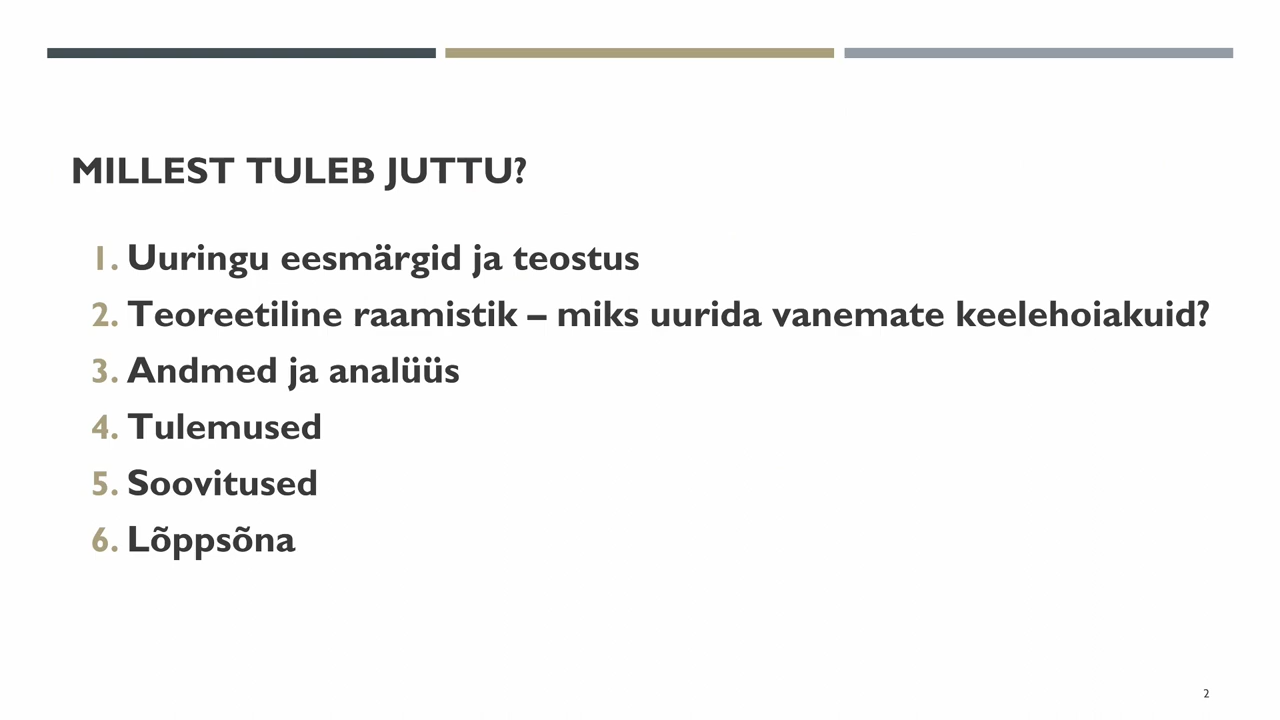 MILLEST TULEB JUTTU?
1. Uuringu eesmärgid ja teostus
2. Teoreetiline raamistik – miks uurida vanemate keelehoiakuid?
3. Andmed ja analüüs
4. Tulemused
5. Soovitused
6. Lõppsõna
2